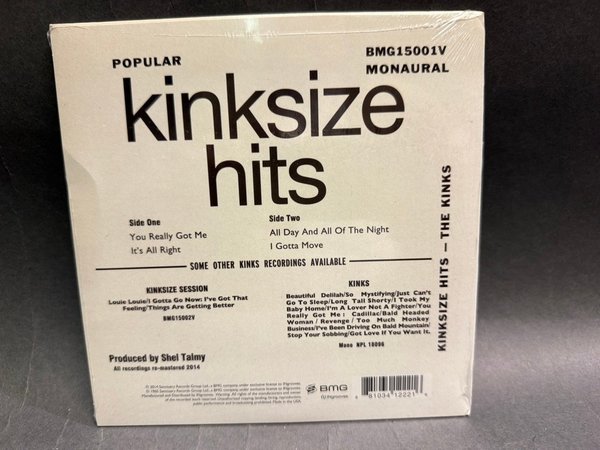 POPULAR
BMG15001V
MONAURAL
kinksize
hits
Side One
You Really Got Me
It's All Right
Side Two
All Day And All Of The Night
I Gotta Move
SOME OTHER KINKS RECORDINGS AVAILABLE
KINKSIZE SESSION
Louie Louie/I Gotta Go Now: I've Got That
Feeling/Things Are Getting Better
BMG15002V
KINKS
Beautiful Delilah/So Mystifying/Just Can't
Go To Sleep/Long Tall Shorty/I Took My
Baby Home/I'm A Lover Not A Fighter/You
Really Got Me: Cadillac/Bald Headed
Woman/Revenge/Too Much Monkey
Business/I've Been Driving On Bald Mountain/
Stop Your Sobbing/Got Love If You Want It.
Mono NPL 18096
KINKSIZE HITS — THE KINKS
Produced by Shel Talmy
All recordings re-mastered 2014
BMG
81034 12221